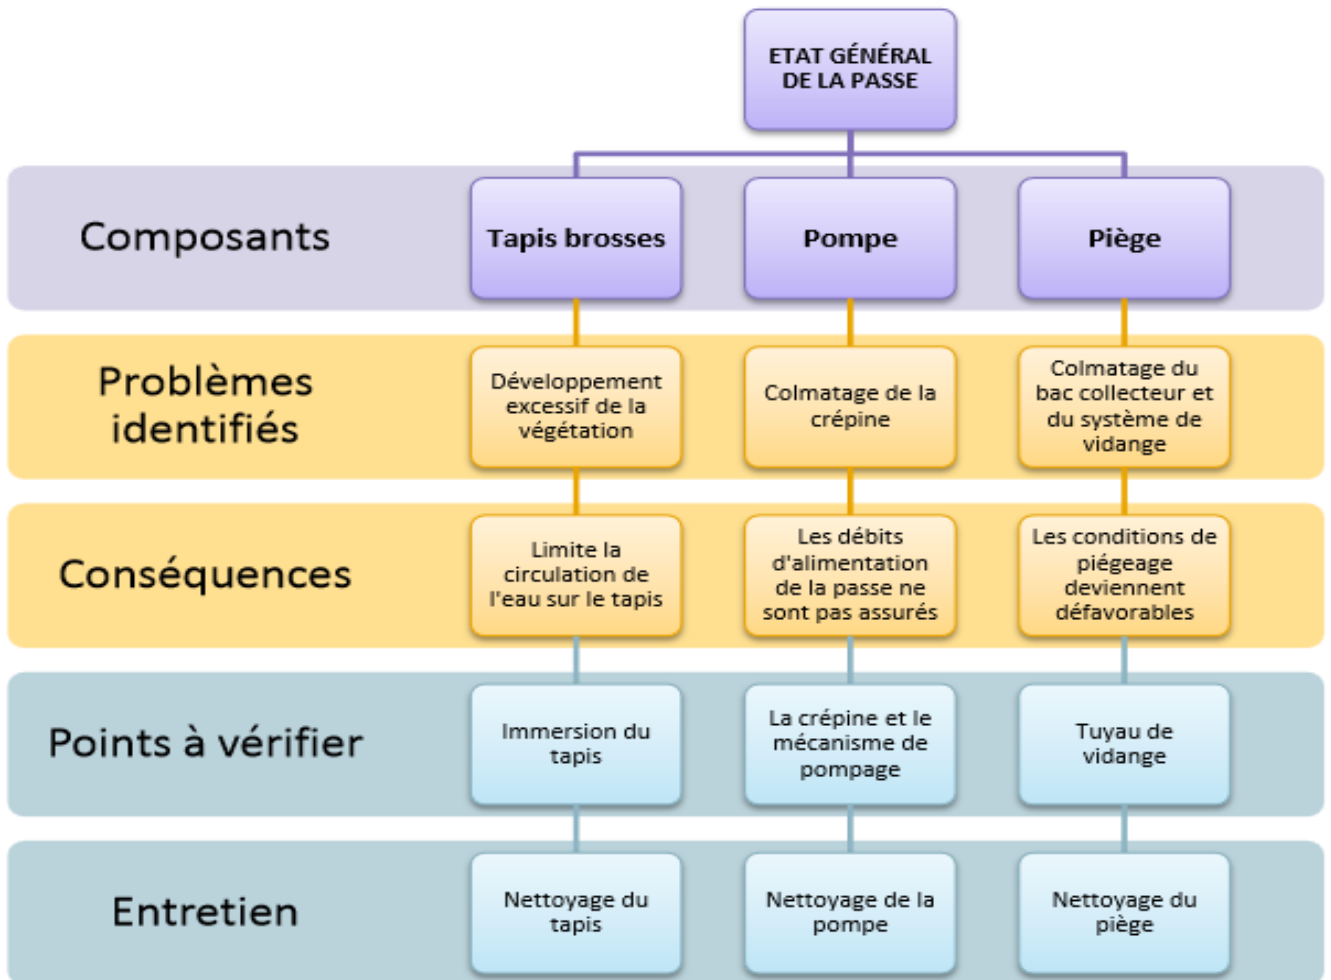 ETAT GÉNÉRAL
DE LA PASSE
Composants
Tapis brosses
Pompe
Piège
Problèmes
identifiés
Développement
excessif de la
végétation
Colmatage de la
crépine
Colmatage du
bac collecteur et
du système de
vidange
Conséquences
Limite la
circulation de
l'eau sur le tapis
Les débits
d'alimentation
de la passe ne
sont pas assurés
Les conditions de
piégeage
deviennent
défavorables
Points à vérifier
Immersion du
tapis
La crépine et le
mécanisme de
pompage
Tuyau de
vidange
Entretien
Nettoyage du
tapis
Nettoyage de la
pompe
Nettoyage du
piège